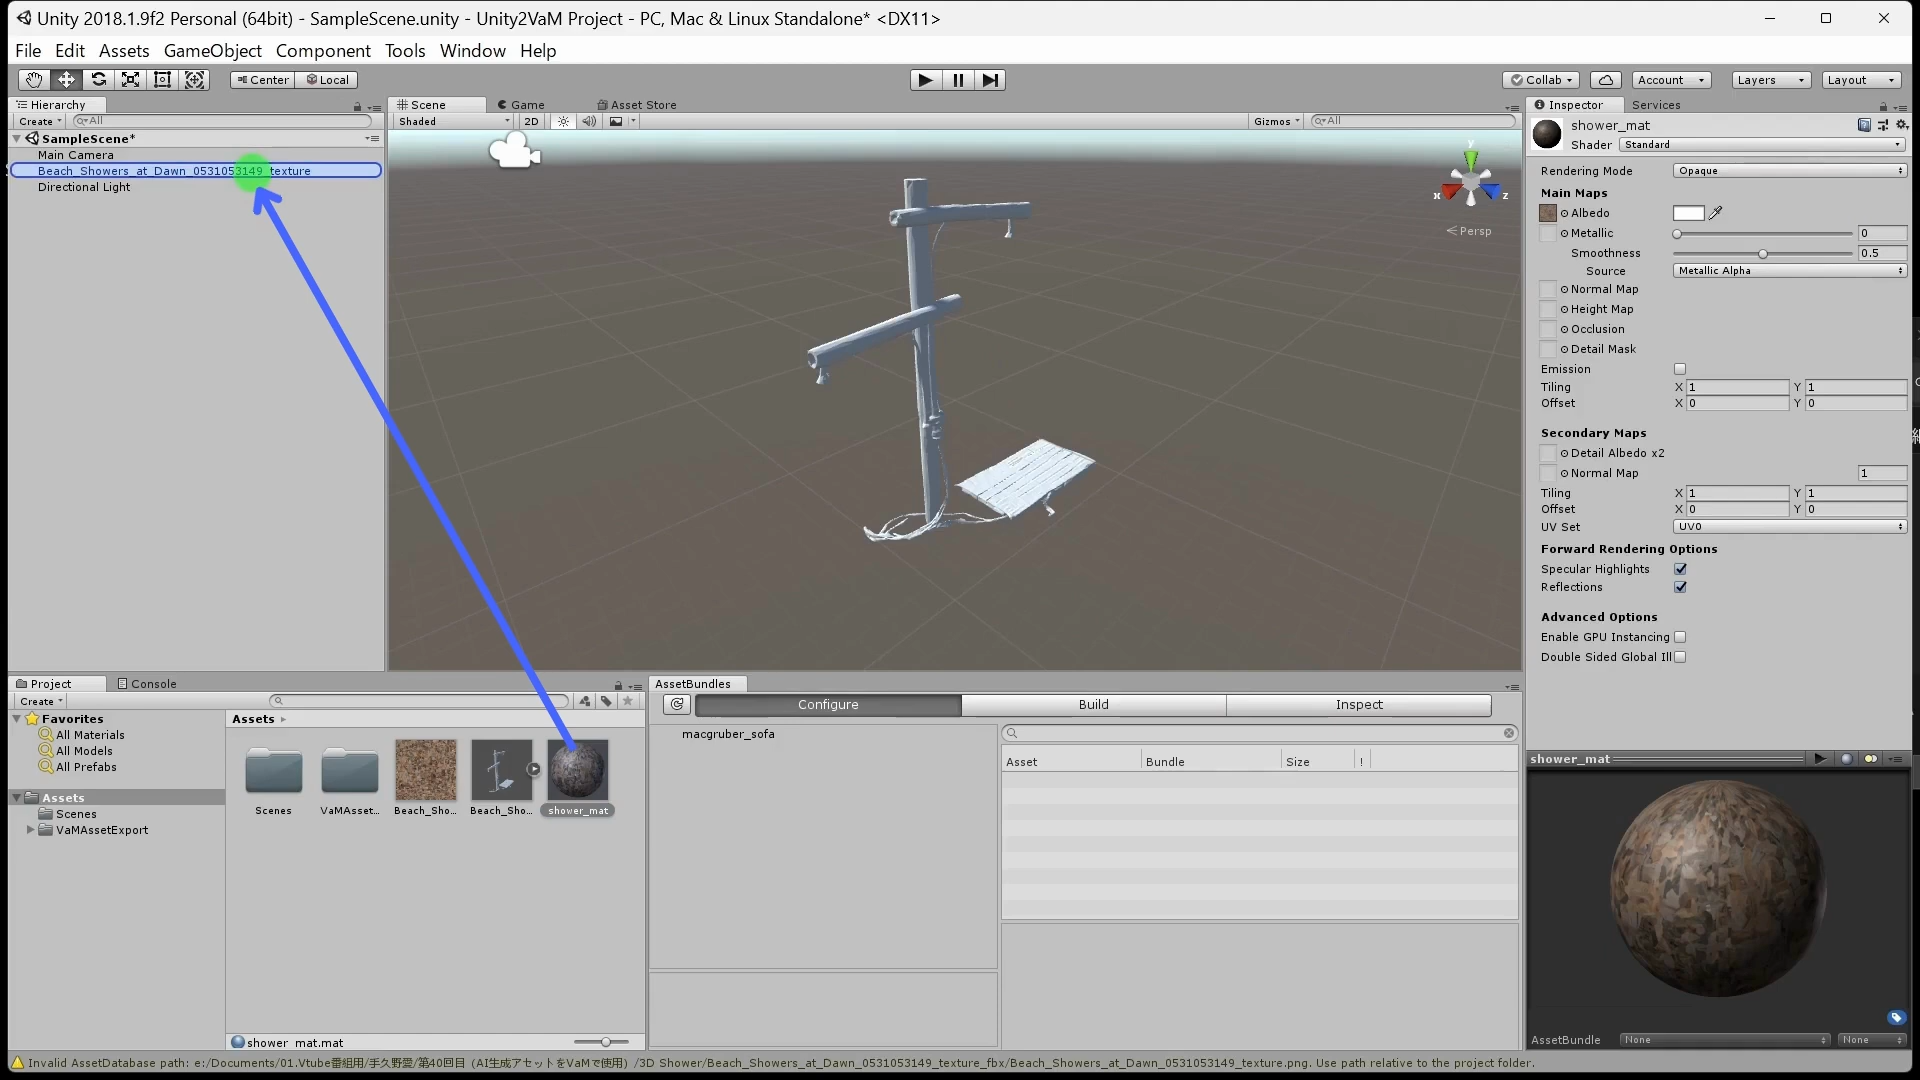 Unity 2018.1.9f2 Personal (64bit) - SampleScene.unity - Unity2VaM Project - PC, Mac & Linux Standalone* <DX11>
File Edit Assets GameObject Component Tools Window Help
Center Local
Collab Account Layers Layout
Hierarchy
Create All
SampleScene*
Main Camera
Beach_Showers_at_Dawn_0531053149_texture
Directional Light
Scene Game Asset Store
Shaded 2D Gizmos All
y
x z
Persp
Inspector Services
shower_mat
Shader Standard
Rendering Mode Opaque
Main Maps
Albedo
Metallic 0
Smoothness 0.5
Source Metallic Alpha
Normal Map
Height Map
Occlusion
Detail Mask
Emission
Tiling X 1 Y 1
Offset X 0 Y 0
Secondary Maps
Detail Albedo x2
Normal Map 1
Tiling X 1 Y 1
Offset X 0 Y 0
UV Set UV0
Forward Rendering Options
Specular Highlights
Reflections
Advanced Options
Enable GPU Instancing
Double Sided Global Ill
Project Console
Create
Favorites
All Materials
All Models
All Prefabs
Assets
Scenes
VaMAssetExport
Assets
Scenes VaMAsset... Beach_Sho... Beach_Sho... shower_mat
shower_mat.mat
AssetBundles
Configure Build Inspect
macgruber_sofa
Asset Bundle Size !
shower_mat
AssetBundle None None
Invalid AssetDatabase path: e:/Documents/01.Vtube番組用/手久野愛/第40回目 (AI生成アセットをVaMで使用) /3D Shower/Beach_Showers_at_Dawn_0531053149_texture_fbx/Beach_Showers_at_Dawn_0531053149_texture.png. Use path relative to the project folder.